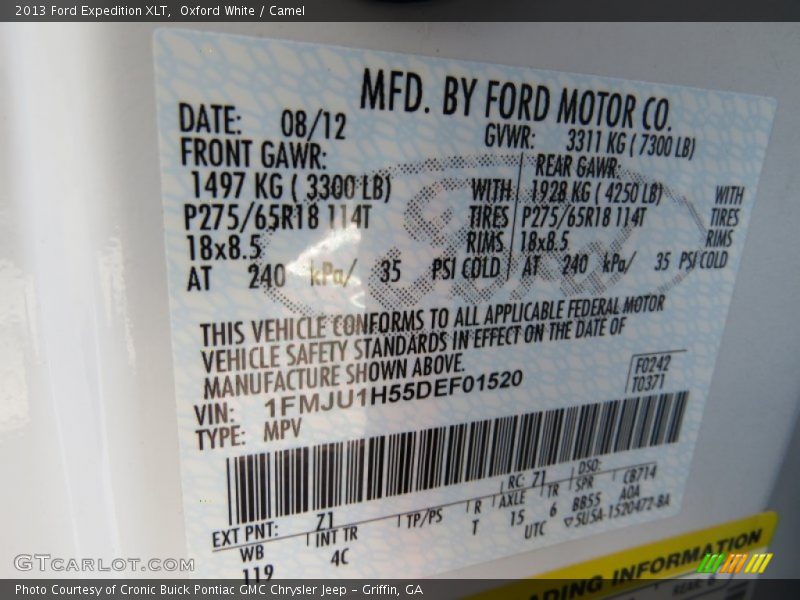 2013 Ford Expedition XLT, Oxford White / Camel
MFD. BY FORD MOTOR CO.
DATE: 08/12 GVWR: 3311 KG ( 7300 LB)
FRONT GAWR: REAR GAWR:
1497 KG ( 3300 LB) WITH 1928 KG ( 4250 LB) WITH
P275/65R18 114T TIRES P275/65R18 114T TIRES
18x8.5 RIMS 18x8.5 RIMS
AT 240 kPa/ 35 PSI COLD AT 240 kPa/ 35 PSI COLD
Ford
THIS VEHICLE CONFORMS TO ALL APPLICABLE FEDERAL MOTOR
VEHICLE SAFETY STANDARDS IN EFFECT ON THE DATE OF
MANUFACTURE SHOWN ABOVE.
F0242
T0371
VIN: 1FMJU1H55DEF01520
TYPE: MPV
EXT PNT: Z1 RC: Z1 DSO:
WB INT TR TP/PS R AXLE TR SPR CB714
119 4C T 15 6 BB55 AOA
UTC 5U5A-1520472-BA
ADING INFORMATION
REAR
GTCarLot.com
Photo Courtesy of Cronic Buick Pontiac GMC Chrysler Jeep - Griffin, GA